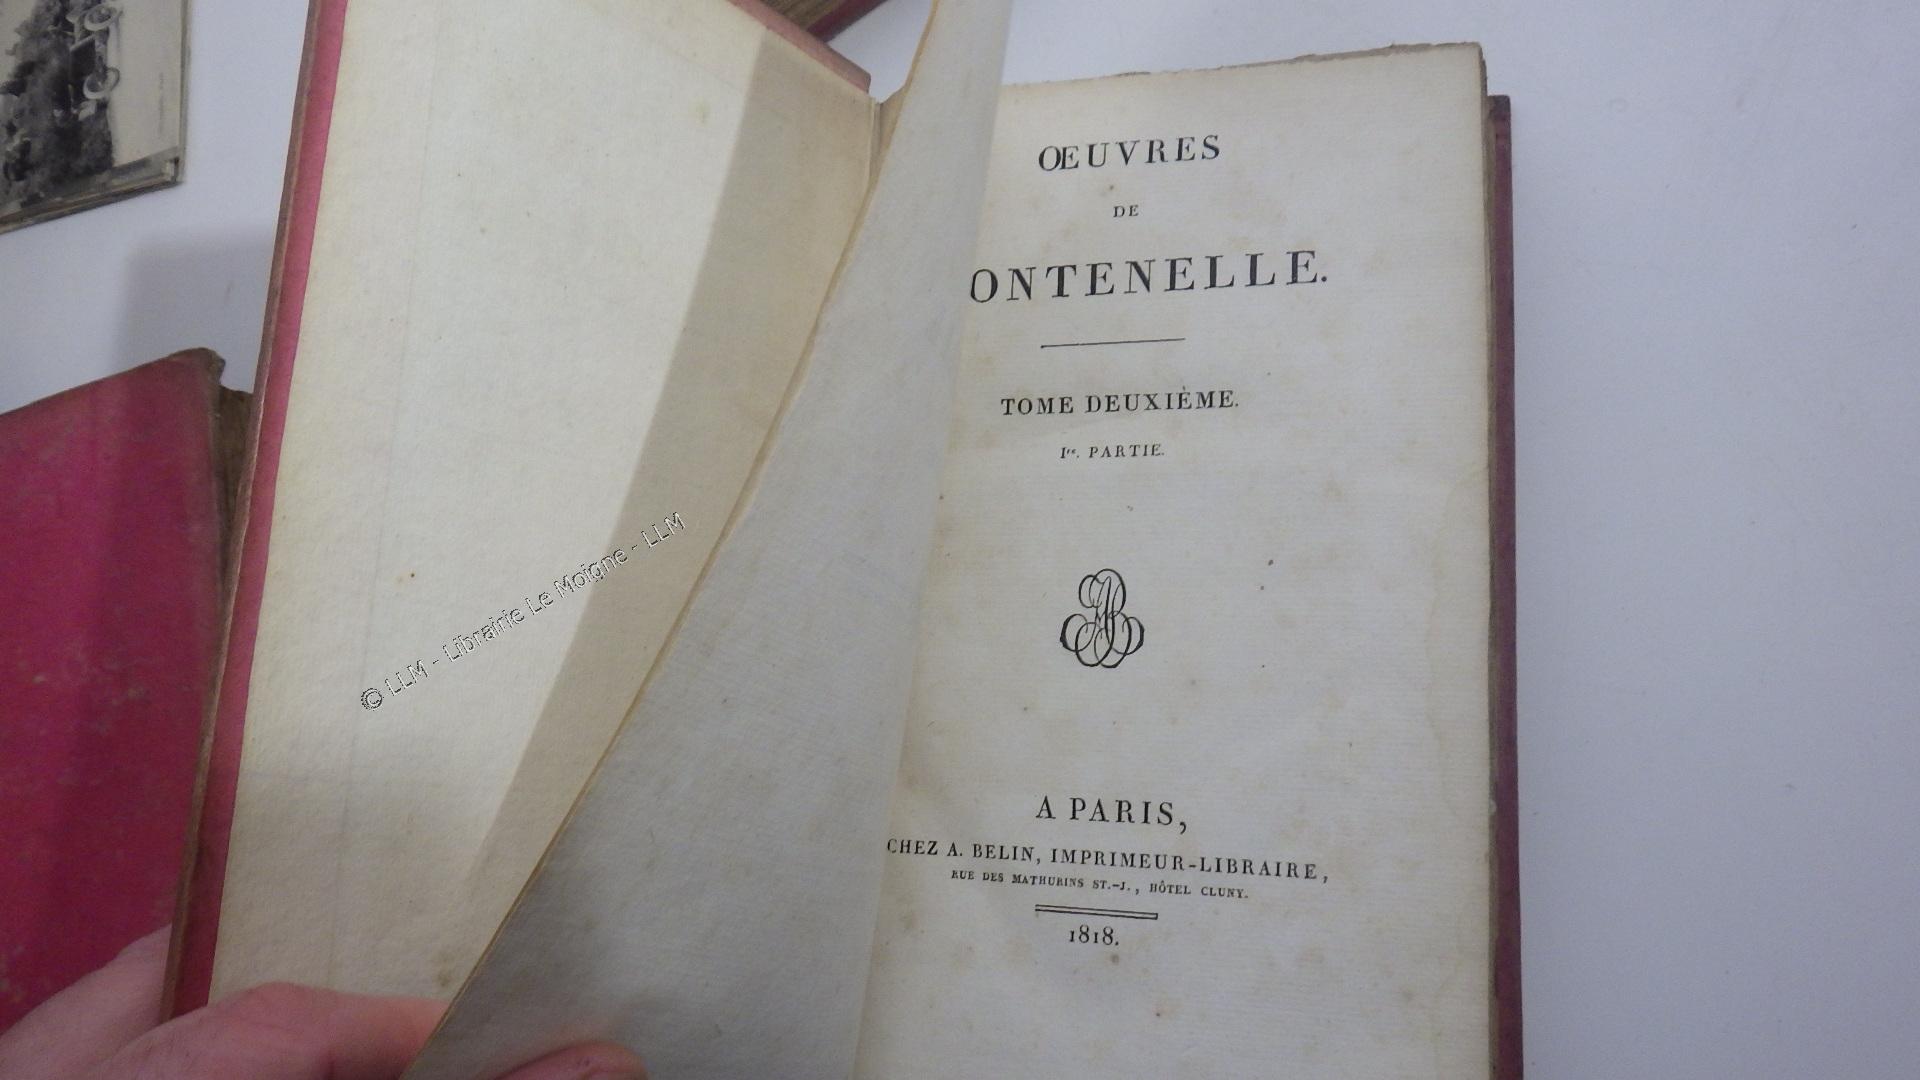 ŒUVRES
DE
ONTENELLE.
TOME DEUXIÈME.
Iʳᵉ. PARTIE.
A PARIS,
CHEZ A. BELIN, IMPRIMEUR-LIBRAIRE,
RUE DES MATHURINS ST.-J., HÔTEL CLUNY.
1818.
© LLM - Librairie Le Moigne - LLM